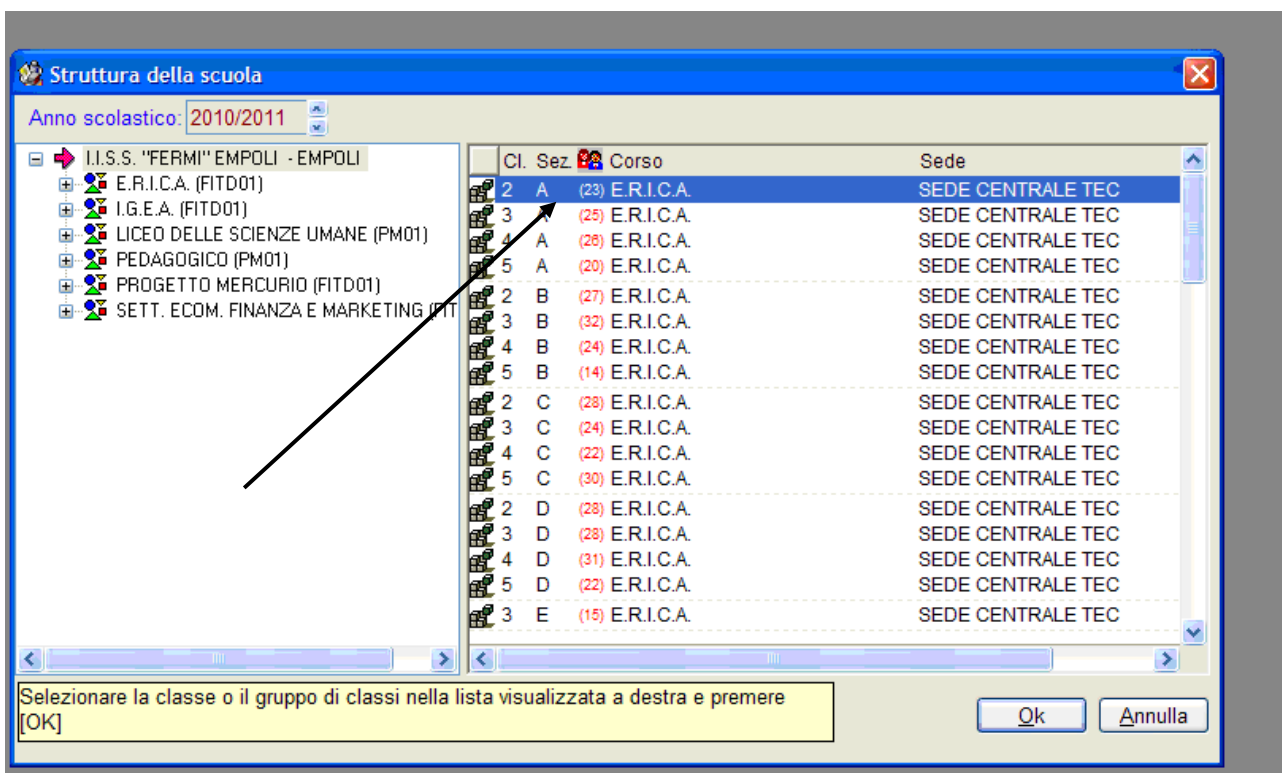 Struttura della scuola
Anno scolastico: 2010/2011
I.I.S.S. "FERMI" EMPOLI - EMPOLI
E.R.I.C.A. (FITD01)
I.G.E.A. (FITD01)
LICEO DELLE SCIENZE UMANE (PM01)
PEDAGOGICO (PM01)
PROGETTO MERCURIO (FITD01)
SETT. ECOM. FINANZA E MARKETING (FIT
Cl. Sez. Corso Sede
2 A (23) E.R.I.C.A. SEDE CENTRALE TEC
3 A (25) E.R.I.C.A. SEDE CENTRALE TEC
4 A (26) E.R.I.C.A. SEDE CENTRALE TEC
5 A (20) E.R.I.C.A. SEDE CENTRALE TEC
2 B (27) E.R.I.C.A. SEDE CENTRALE TEC
3 B (32) E.R.I.C.A. SEDE CENTRALE TEC
4 B (24) E.R.I.C.A. SEDE CENTRALE TEC
5 B (14) E.R.I.C.A. SEDE CENTRALE TEC
2 C (28) E.R.I.C.A. SEDE CENTRALE TEC
3 C (24) E.R.I.C.A. SEDE CENTRALE TEC
4 C (22) E.R.I.C.A. SEDE CENTRALE TEC
5 C (30) E.R.I.C.A. SEDE CENTRALE TEC
2 D (28) E.R.I.C.A. SEDE CENTRALE TEC
3 D (28) E.R.I.C.A. SEDE CENTRALE TEC
4 D (31) E.R.I.C.A. SEDE CENTRALE TEC
5 D (22) E.R.I.C.A. SEDE CENTRALE TEC
3 E (15) E.R.I.C.A. SEDE CENTRALE TEC
Selezionare la classe o il gruppo di classi nella lista visualizzata a destra e premere
[OK]
Ok Annulla